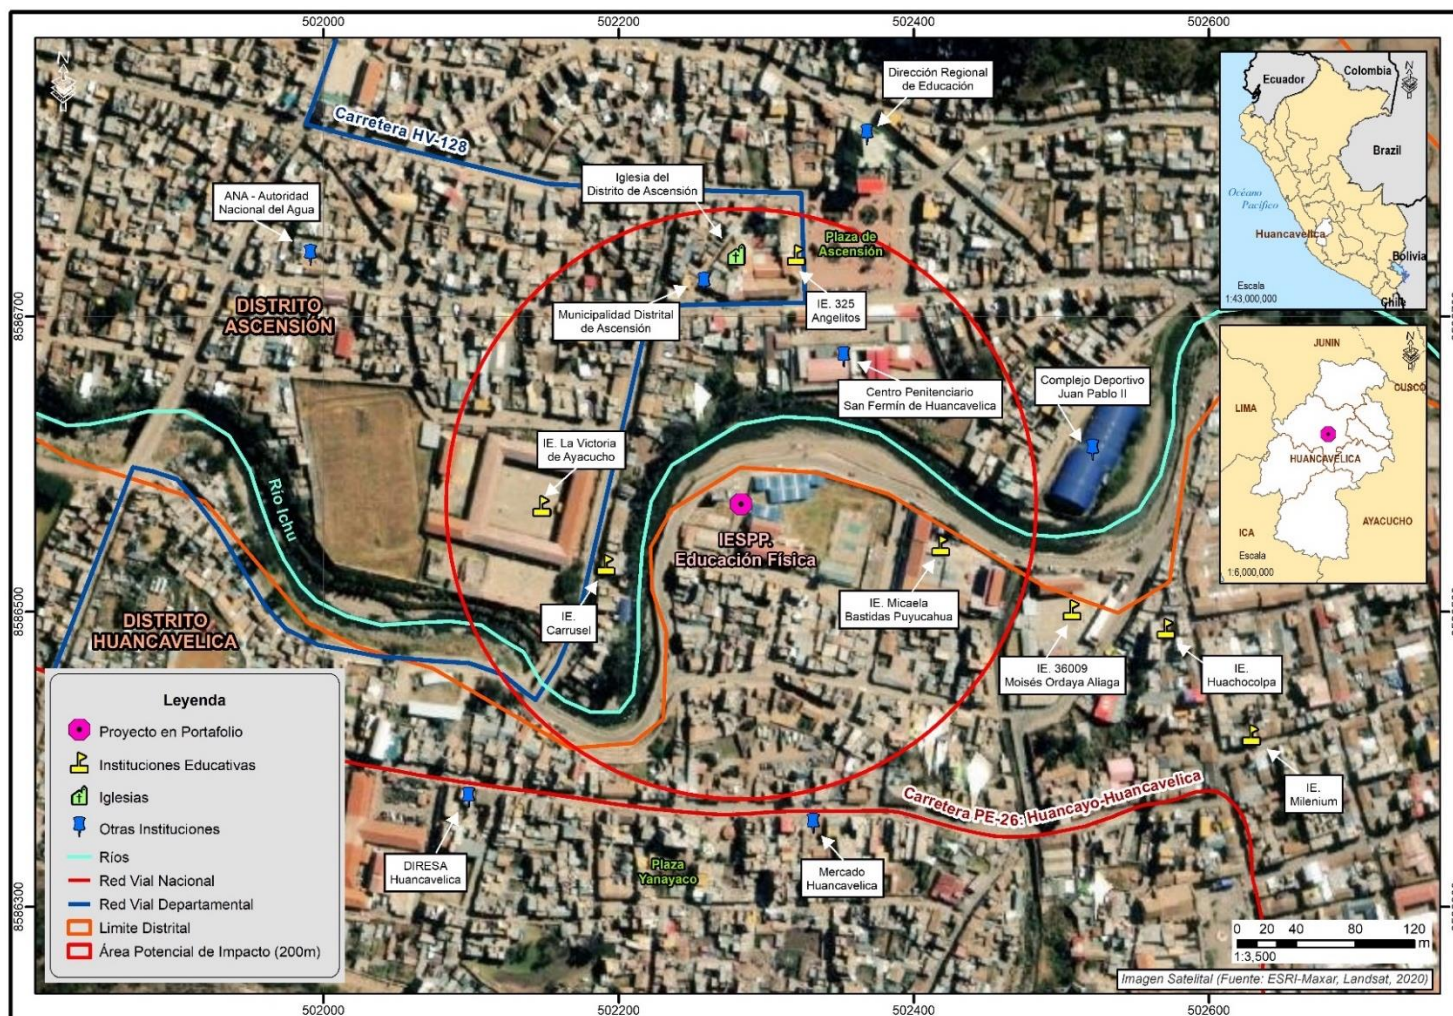 502000
502200
502400
502600
Carretera HV-128
Dirección Regional
de Educación
Iglesia del
Distrito de Ascensión
ANA - Autoridad
Nacional del Agua
N
Plaza de
Ascensión
DISTRITO
ASCENSIÓN
Municipalidad Distrital
de Ascensión
IE. 325
Angelitos
Centro Penitenciario
San Fermín de Huancavelica
Complejo Deportivo
Juan Pablo II
IE. La Victoria
de Ayacucho
Río Ichu
IESPP.
Educación Física
IE.
Carrusel
IE. Micaela
Bastidas Puyucahua
IE. 36009
Moisés Ordaya Aliaga
IE.
Huachocolpa
IE.
Milenium
DISTRITO
HUANCAVELICA
Carretera PE-26: Huancayo-Huancavelica
DIRESA
Huancavelica
Plaza
Yanayaco
Mercado
Huancavelica
8586700
8586500
8586300
Ecuador
Colombia
N
Brazil
Océano
Pacífico
Huancavelica
Bolivia
Chile
Escala
1:43,000,000
JUNIN
N
CUSCO
LIMA
HUANCAVELICA
ICA
AYACUCHO
Escala
1:6,000,000
Leyenda
Proyecto en Portafolio
Instituciones Educativas
Iglesias
Otras Instituciones
Ríos
Red Vial Nacional
Red Vial Departamental
Limite Distrital
Área Potencial de Impacto (200m)
0 20 40 80 120
m
1:3,500
Imagen Satelital (Fuente: ESRI-Maxar, Landsat, 2020)
502000
502200
502400
502600